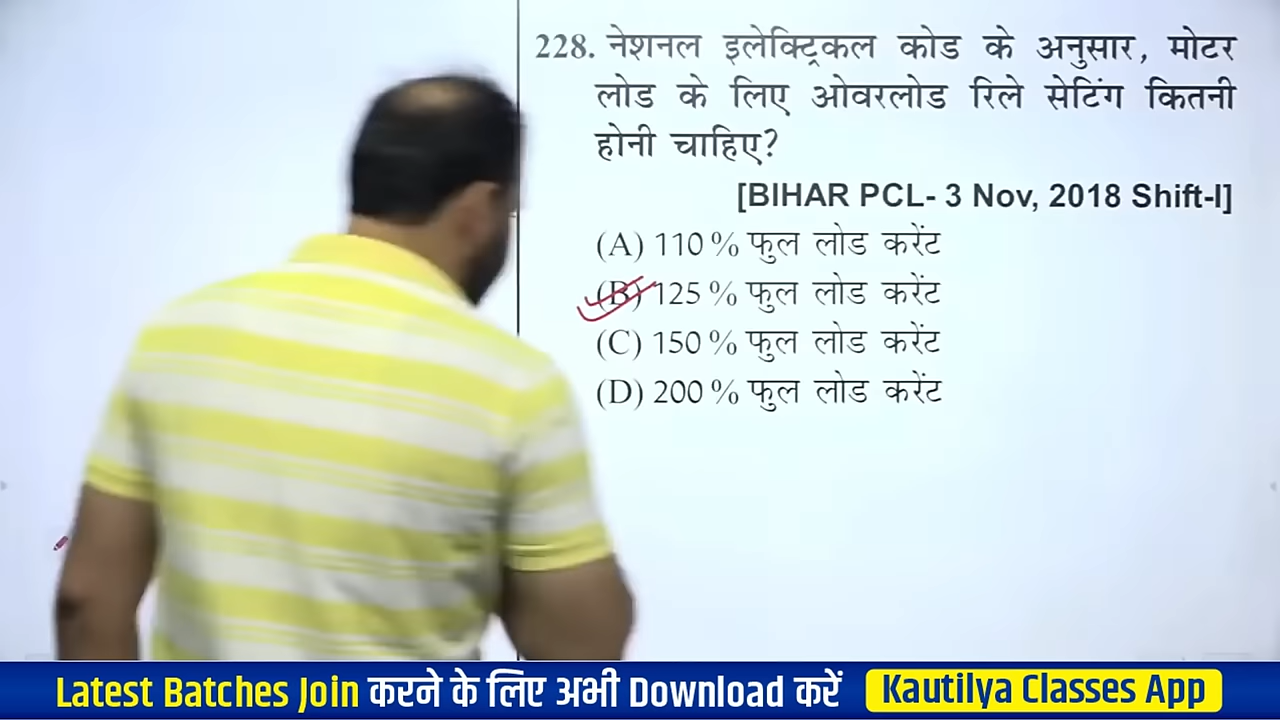 228. नेशनल इलेक्ट्रिकल कोड के अनुसार, मोटर
लोड के लिए ओवरलोड रिले सेटिंग कितनी
होनी चाहिए?
[BIHAR PCL- 3 Nov, 2018 Shift-I]
(A) 110 % फुल लोड करेंट
(B) 125 % फुल लोड करेंट
(C) 150 % फुल लोड करेंट
(D) 200 % फुल लोड करेंट
Latest Batches Join करने के लिए अभी Download करें Kautilya Classes App